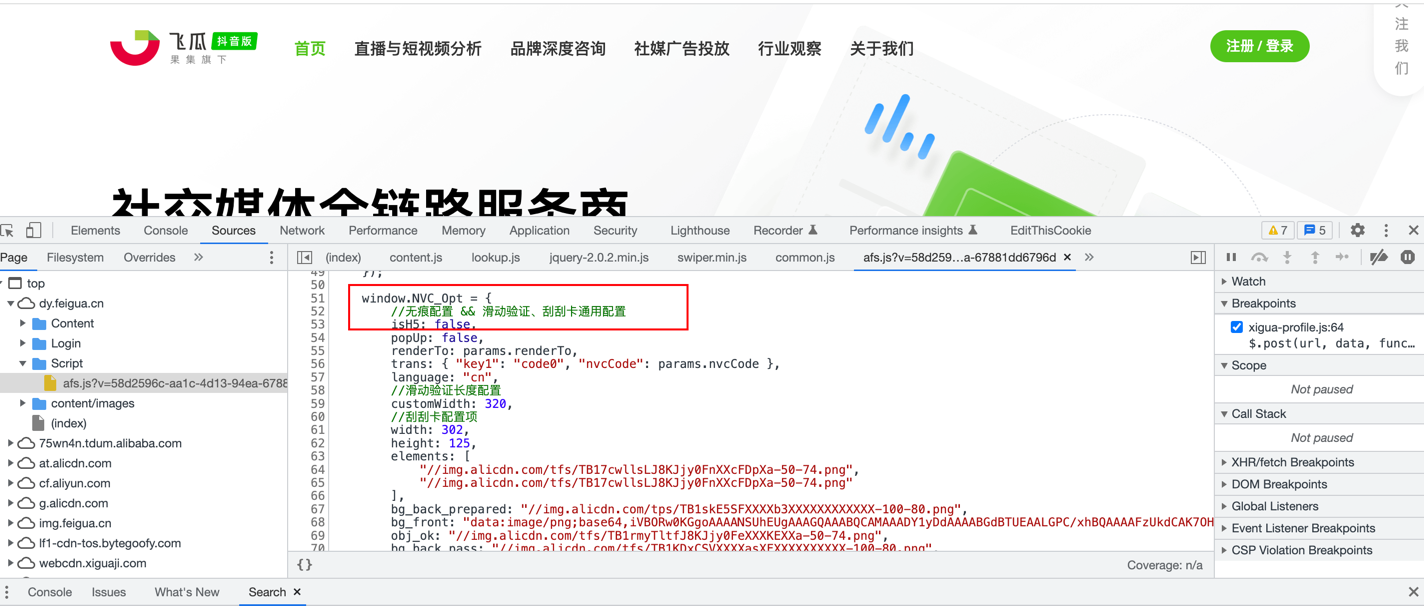 飞瓜 抖音版
果集旗下
首页 直播与短视频分析 品牌深度咨询 社媒广告投放 行业观察 关于我们
注册 / 登录
注
我
们
社交媒体全链路服务商
Elements Console Sources Network Performance Memory Application Security Lighthouse Recorder Performance insights EditThisCookie 7 5
Page Filesystem Overrides »
(index) content.js lookup.js jquery-2.0.2.min.js swiper.min.js common.js afs.js?v=58d259…a-67881dd6796d × »
top
dy.feigua.cn
Content
Login
Script
afs.js?v=58d2596c-aa1c-4d13-94ea-6788
content/images
(index)
75wn4n.tdum.alibaba.com
at.alicdn.com
cf.aliyun.com
g.alicdn.com
img.feigua.cn
lf1-cdn-tos.bytegoofy.com
webcdn.xiguaji.com
49 });
50
51 window.NVC_Opt = {
52 //无痕配置 && 滑动验证、刮刮卡通用配置
53 isH5: false,
54 popUp: false,
55 renderTo: params.renderTo,
56 trans: { "key1": "code0", "nvcCode": params.nvcCode },
57 language: "cn",
58 //滑动验证长度配置
59 customWidth: 320,
60 //刮刮卡配置项
61 width: 302,
62 height: 125,
63 elements: [
64 "//img.alicdn.com/tfs/TB17cwllsLJ8KJjy0FnXXcFDpXa-50-74.png",
65 "//img.alicdn.com/tfs/TB17cwllsLJ8KJjy0FnXXcFDpXa-50-74.png"
66 ],
67 bg_back_prepared: "//img.alicdn.com/tps/TB1skE5SFXXXXb3XXXXXXXXXXXX-100-80.png",
68 bg_front: "data:image/png;base64,iVBORw0KGgoAAAANSUhEUgAAAGQAAABQCAMAAADY1yDdAAAABGdBTUEAALGPC/xhBQAAAAFzUkdCAK7OH
69 obj_ok: "//img.alicdn.com/tfs/TB1rmyTltfJ8KJjy0FeXXXKEXXa-50-74.png",
70 bg_back_pass: "//img.alicdn.com/tfs/TB1KDxCSVXXXXasXFXXXXXXXXXX-100-80.png",
{} Coverage: n/a
Watch
Breakpoints
xigua-profile.js:64
$.post(url, data, func…
Scope
Not paused
Call Stack
Not paused
XHR/fetch Breakpoints
DOM Breakpoints
Global Listeners
Event Listener Breakpoints
CSP Violation Breakpoints
Console Issues What's New Search ×